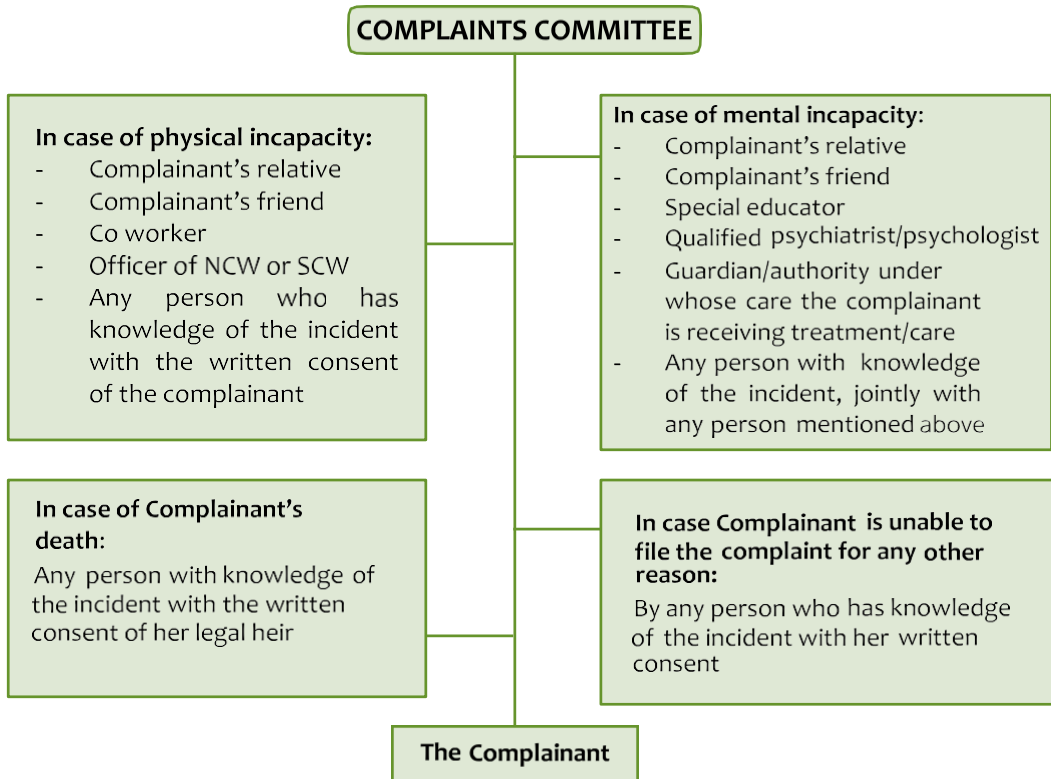 COMPLAINTS COMMITTEE
In case of physical incapacity:
- Complainant's relative
- Complainant's friend
- Co worker
- Officer of NCW or SCW
- Any person who has
knowledge of the incident
with the written consent
of the complainant
In case of mental incapacity:
- Complainant's relative
- Complainant's friend
- Special educator
- Qualified psychiatrist/psychologist
- Guardian/authority under
whose care the complainant
is receiving treatment/care
- Any person with knowledge
of the incident, jointly with
any person mentioned above
In case of Complainant's
death:
Any person with knowledge of
the incident with the written
consent of her legal heir
In case Complainant is unable to
file the complaint for any other
reason:
By any person who has knowledge
of the incident with her written
consent
The Complainant